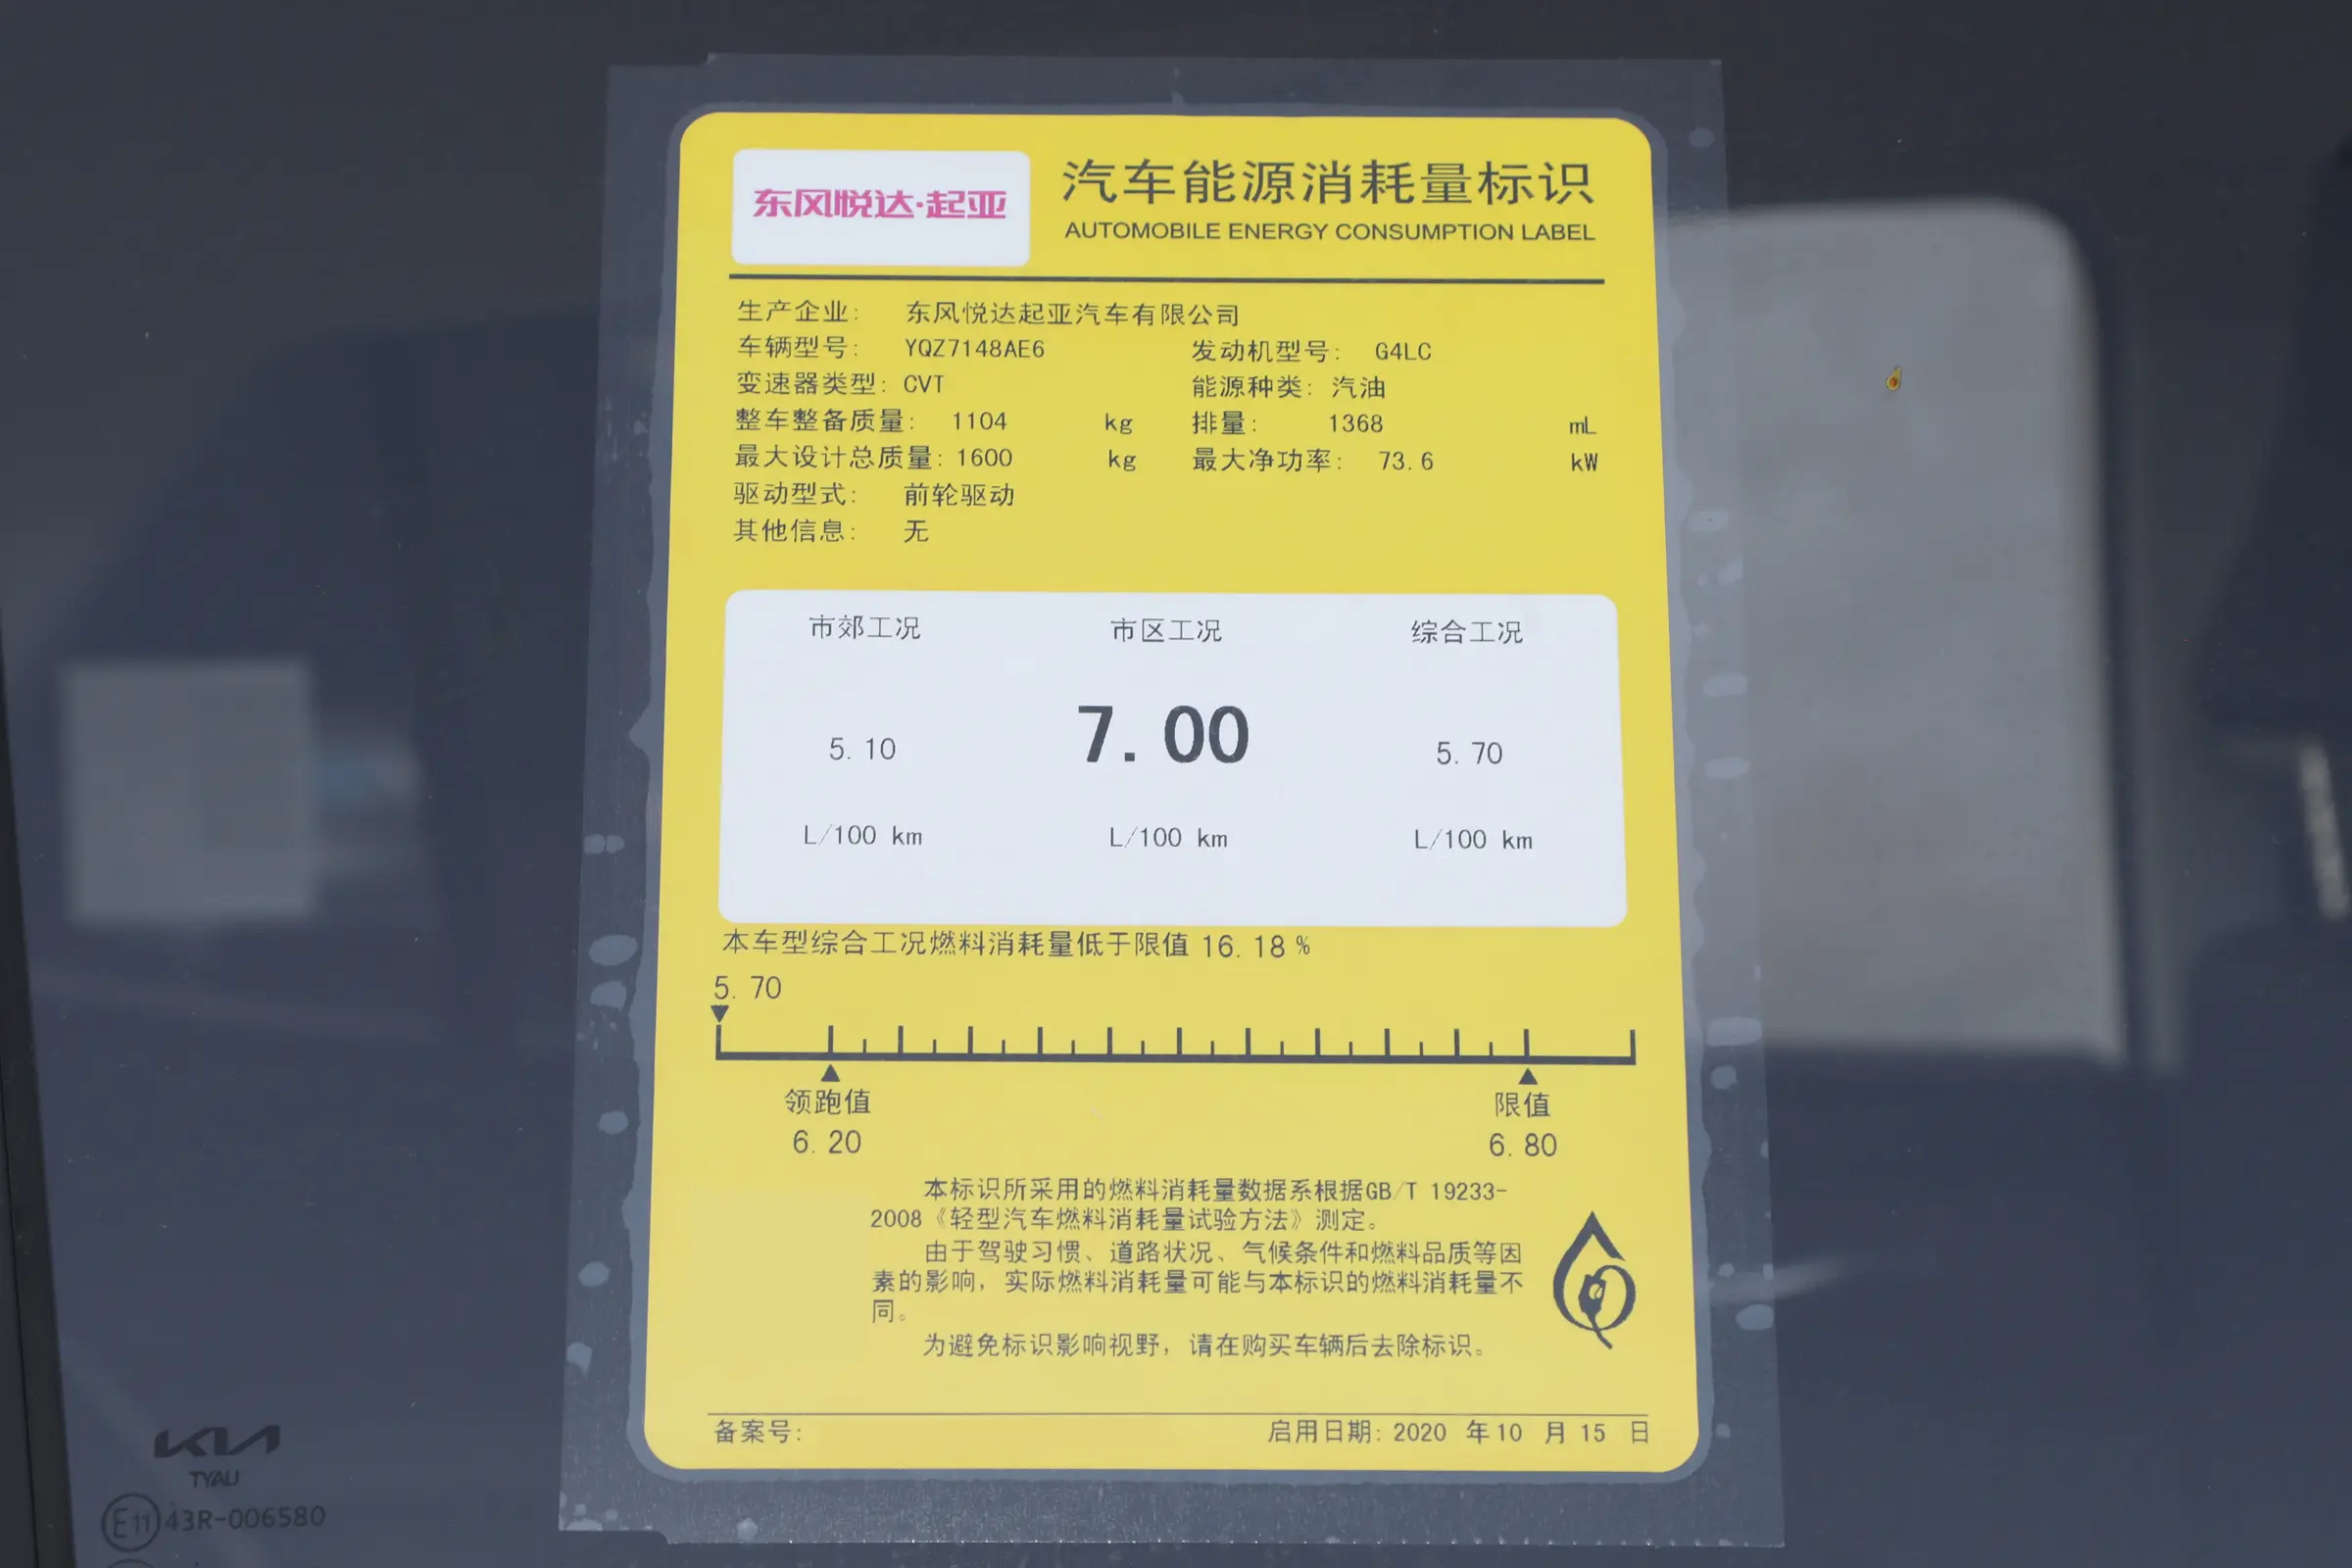 东风悦达·起亚
汽车能源消耗量标识
AUTOMOBILE ENERGY CONSUMPTION LABEL
生产企业: 东风悦达起亚汽车有限公司
车辆型号: YQZ7148AE6 发动机型号: G4LC
变速器类型: CVT 能源种类: 汽油
整车整备质量: 1104 kg 排量: 1368 mL
最大设计总质量: 1600 kg 最大净功率: 73.6 kW
驱动型式: 前轮驱动
其他信息: 无
市郊工况 市区工况 综合工况
5.10 7.00 5.70
L/100 km L/100 km L/100 km
本车型综合工况燃料消耗量低于限值 16.18 %
5.70
领跑值 限值
6.20 6.80
本标识所采用的燃料消耗量数据系根据GB/T 19233-
2008《轻型汽车燃料消耗量试验方法》测定。
由于驾驶习惯、道路状况、气候条件和燃料品质等因
素的影响，实际燃料消耗量可能与本标识的燃料消耗量不
同。
为避免标识影响视野，请在购买车辆后去除标识。
备案号: 启用日期: 2020 年 10 月 15 日
KIA
TYAU
E11 43R-006580